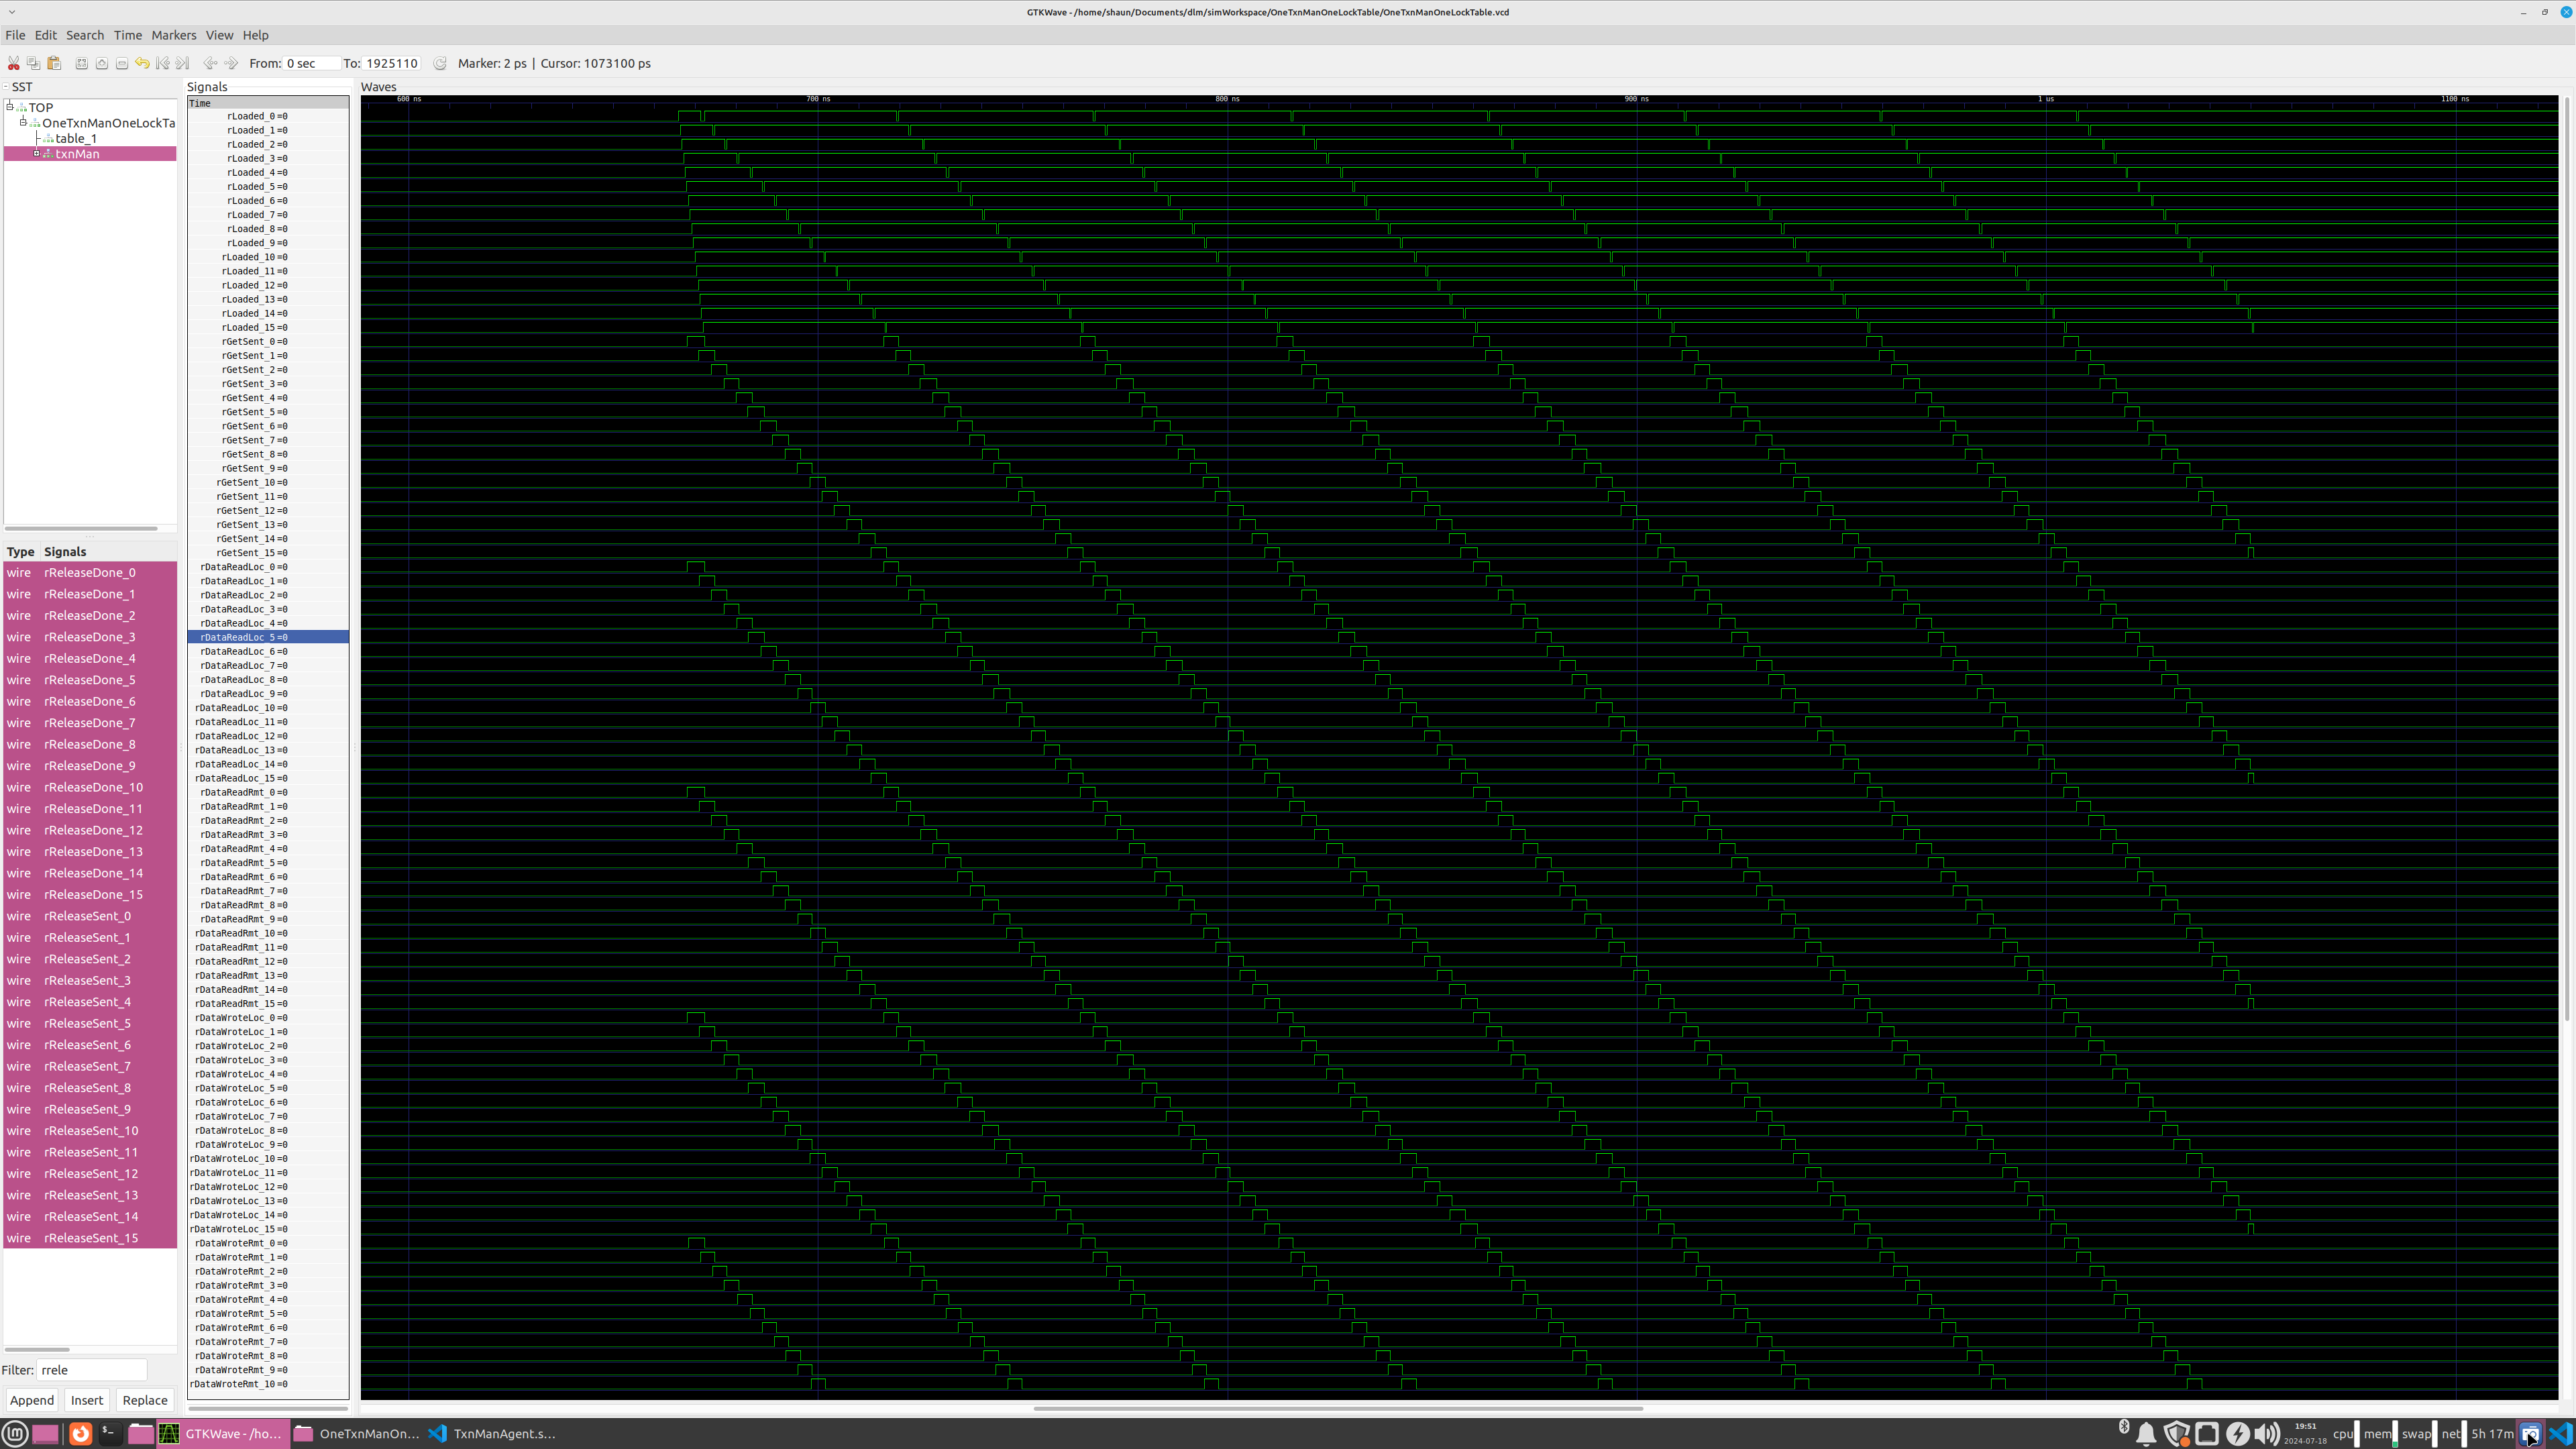 GTKWave - /home/shaun/Documents/dlm/simWorkspace/OneTxnManOneLockTable/OneTxnManOneLockTable.vcd
File Edit Search Time Markers View Help
From: 0 sec To: 1925110 Marker: 2 ps | Cursor: 1073100 ps
SST
TOP
OneTxnManOneLockTa
table_1
txnMan
Type Signals
wire rReleaseDone_0
wire rReleaseDone_1
wire rReleaseDone_2
wire rReleaseDone_3
wire rReleaseDone_4
wire rReleaseDone_5
wire rReleaseDone_6
wire rReleaseDone_7
wire rReleaseDone_8
wire rReleaseDone_9
wire rReleaseDone_10
wire rReleaseDone_11
wire rReleaseDone_12
wire rReleaseDone_13
wire rReleaseDone_14
wire rReleaseDone_15
wire rReleaseSent_0
wire rReleaseSent_1
wire rReleaseSent_2
wire rReleaseSent_3
wire rReleaseSent_4
wire rReleaseSent_5
wire rReleaseSent_6
wire rReleaseSent_7
wire rReleaseSent_8
wire rReleaseSent_9
wire rReleaseSent_10
wire rReleaseSent_11
wire rReleaseSent_12
wire rReleaseSent_13
wire rReleaseSent_14
wire rReleaseSent_15
Filter: rrele
Append Insert Replace
Signals
Time
rLoaded_0=0
rLoaded_1=0
rLoaded_2=0
rLoaded_3=0
rLoaded_4=0
rLoaded_5=0
rLoaded_6=0
rLoaded_7=0
rLoaded_8=0
rLoaded_9=0
rLoaded_10=0
rLoaded_11=0
rLoaded_12=0
rLoaded_13=0
rLoaded_14=0
rLoaded_15=0
rGetSent_0=0
rGetSent_1=0
rGetSent_2=0
rGetSent_3=0
rGetSent_4=0
rGetSent_5=0
rGetSent_6=0
rGetSent_7=0
rGetSent_8=0
rGetSent_9=0
rGetSent_10=0
rGetSent_11=0
rGetSent_12=0
rGetSent_13=0
rGetSent_14=0
rGetSent_15=0
rDataReadLoc_0=0
rDataReadLoc_1=0
rDataReadLoc_2=0
rDataReadLoc_3=0
rDataReadLoc_4=0
rDataReadLoc_5=0
rDataReadLoc_6=0
rDataReadLoc_7=0
rDataReadLoc_8=0
rDataReadLoc_9=0
rDataReadLoc_10=0
rDataReadLoc_11=0
rDataReadLoc_12=0
rDataReadLoc_13=0
rDataReadLoc_14=0
rDataReadLoc_15=0
rDataReadRmt_0=0
rDataReadRmt_1=0
rDataReadRmt_2=0
rDataReadRmt_3=0
rDataReadRmt_4=0
rDataReadRmt_5=0
rDataReadRmt_6=0
rDataReadRmt_7=0
rDataReadRmt_8=0
rDataReadRmt_9=0
rDataReadRmt_10=0
rDataReadRmt_11=0
rDataReadRmt_12=0
rDataReadRmt_13=0
rDataReadRmt_14=0
rDataReadRmt_15=0
rDataWroteLoc_0=0
rDataWroteLoc_1=0
rDataWroteLoc_2=0
rDataWroteLoc_3=0
rDataWroteLoc_4=0
rDataWroteLoc_5=0
rDataWroteLoc_6=0
rDataWroteLoc_7=0
rDataWroteLoc_8=0
rDataWroteLoc_9=0
rDataWroteLoc_10=0
rDataWroteLoc_11=0
rDataWroteLoc_12=0
rDataWroteLoc_13=0
rDataWroteLoc_14=0
rDataWroteLoc_15=0
rDataWroteRmt_0=0
rDataWroteRmt_1=0
rDataWroteRmt_2=0
rDataWroteRmt_3=0
rDataWroteRmt_4=0
rDataWroteRmt_5=0
rDataWroteRmt_6=0
rDataWroteRmt_7=0
rDataWroteRmt_8=0
rDataWroteRmt_9=0
rDataWroteRmt_10=0
Waves
600 ns 700 ns 800 ns 900 ns 1 us 1100 ns
GTKWave - /ho... OneTxnManOn... TxnManAgent.s... 19:51 2024-07-18 cpu mem swap net 5h 17m